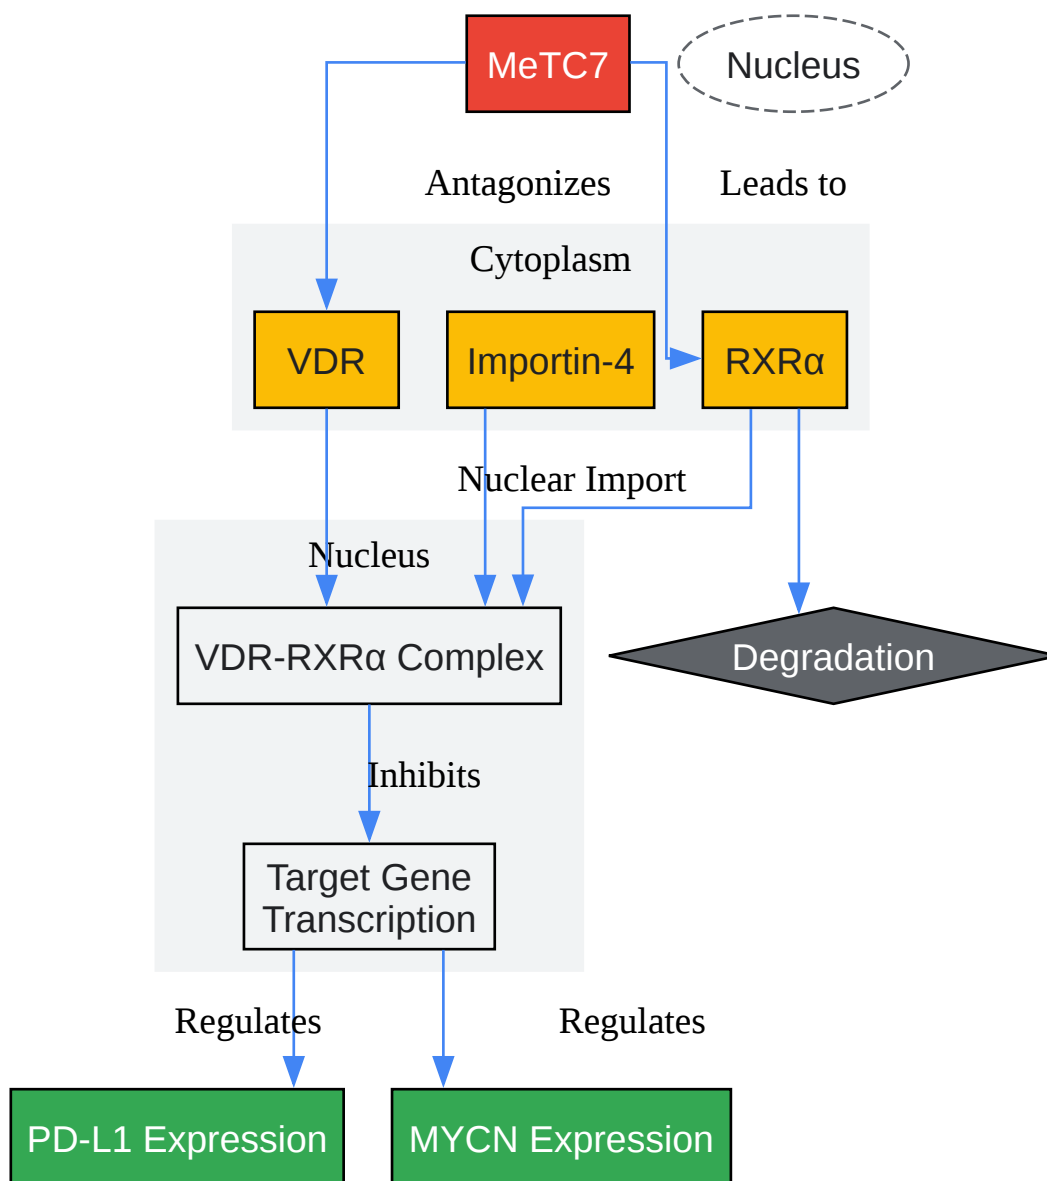 MeTC7
Nucleus
Antagonizes
Leads to
Cytoplasm
VDR
Importin-4
RXRα
Nuclear Import
Nucleus
VDR-RXRα Complex
Degradation
Inhibits
Target Gene
Transcription
Regulates
Regulates
PD-L1 Expression
MYCN Expression